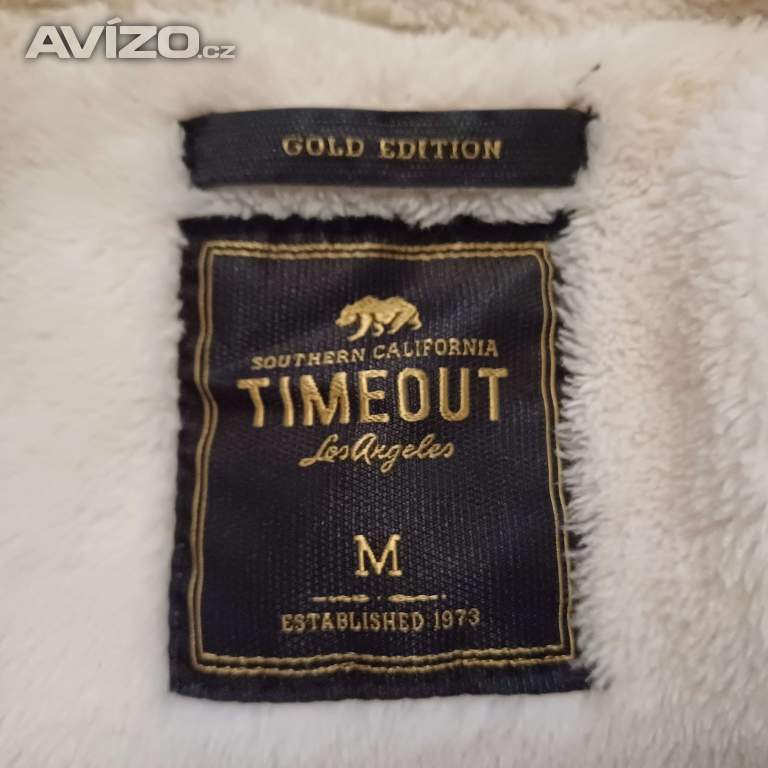 AVÍZO.cz
GOLD EDITION
SOUTHERN CALIFORNIA
TIMEOUT
Los Angeles
M
ESTABLISHED 1973